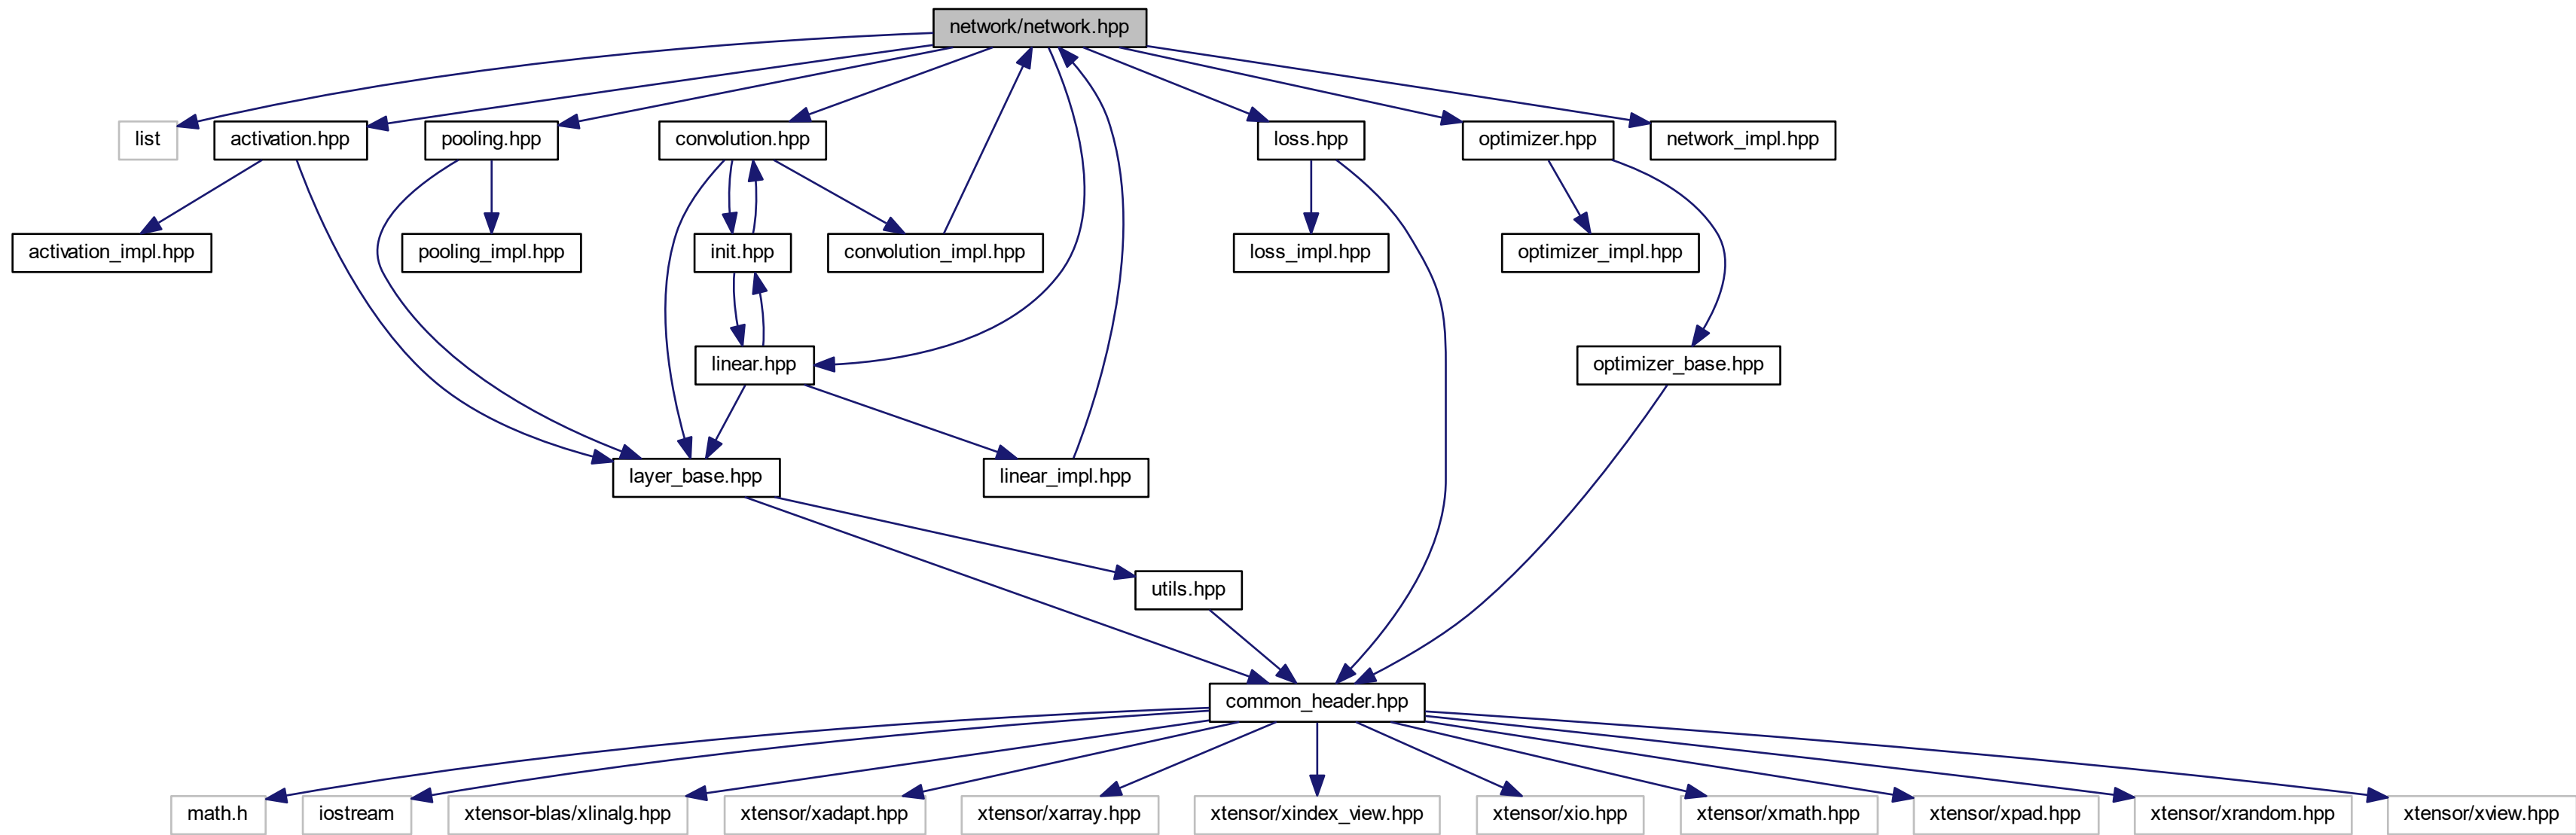 network/network.hpp
list
activation.hpp
pooling.hpp
convolution.hpp
loss.hpp
optimizer.hpp
network_impl.hpp
activation_impl.hpp
pooling_impl.hpp
init.hpp
convolution_impl.hpp
loss_impl.hpp
optimizer_impl.hpp
linear.hpp
optimizer_base.hpp
layer_base.hpp
linear_impl.hpp
utils.hpp
common_header.hpp
math.h
iostream
xtensor-blas/xlinalg.hpp
xtensor/xadapt.hpp
xtensor/xarray.hpp
xtensor/xindex_view.hpp
xtensor/xio.hpp
xtensor/xmath.hpp
xtensor/xpad.hpp
xtensor/xrandom.hpp
xtensor/xview.hpp